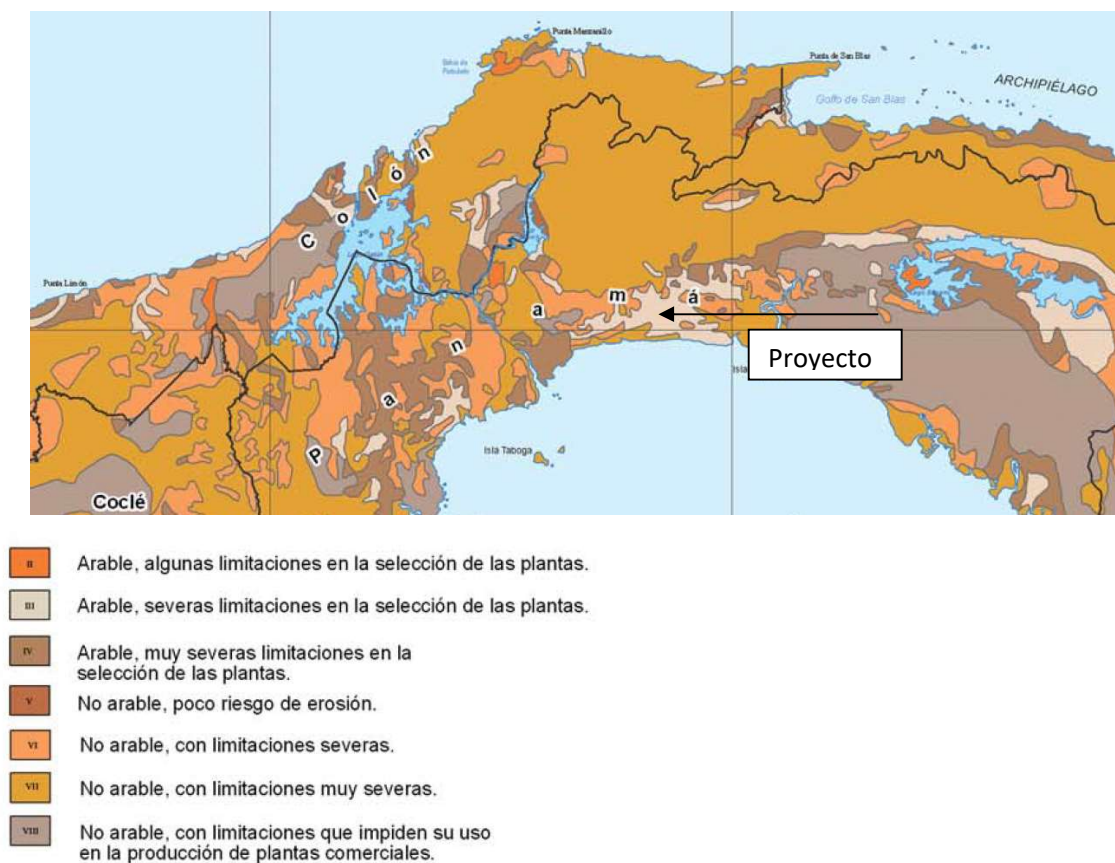 Punta Manzanillo
Punta de San Blas
Golfo de San Blas
ARCHIPIÉLAGO
Colón
Punta Limón
Panamá
Proyecto
Isla Taboga
Coclé
II Arable, algunas limitaciones en la selección de las plantas.
III Arable, severas limitaciones en la selección de las plantas.
IV Arable, muy severas limitaciones en la
selección de las plantas.
V No arable, poco riesgo de erosión.
VI No arable, con limitaciones severas.
VII No arable, con limitaciones muy severas.
VIII No arable, con limitaciones que impiden su uso
en la producción de plantas comerciales.